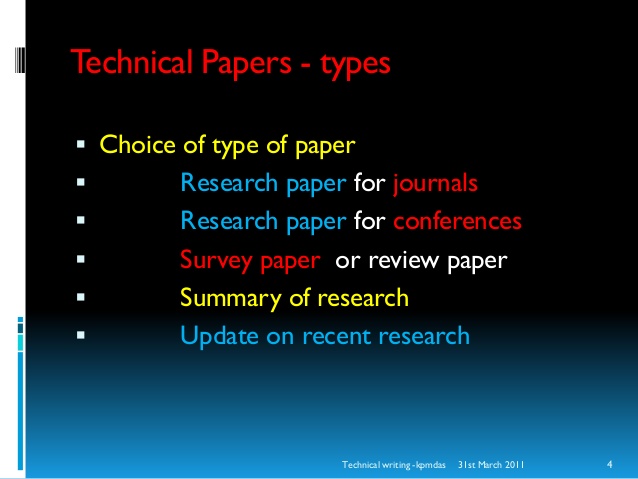 Technical Papers - types
▪ Choice of type of paper
▪ Research paper for journals
▪ Research paper for conferences
▪ Survey paper or review paper
▪ Summary of research
▪ Update on recent research
Technical writing -kpmdas 31st March 2011 4